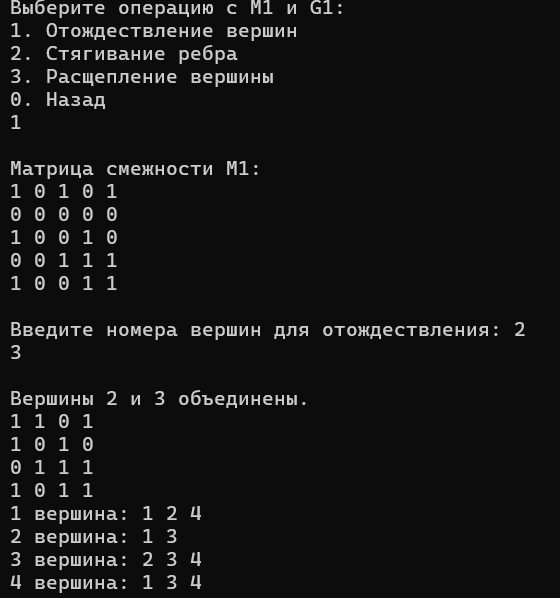 Выберите операцию с M1 и G1:
1. Отождествление вершин
2. Стягивание ребра
3. Расщепление вершины
0. Назад
1
Матрица смежности M1:
1 0 1 0 1
0 0 0 0 0
1 0 0 1 0
0 0 1 1 1
1 0 0 1 1
Введите номера вершин для отождествления: 2
3
Вершины 2 и 3 объединены.
1 1 0 1
1 0 1 0
0 1 1 1
1 0 1 1
1 вершина: 1 2 4
2 вершина: 1 3
3 вершина: 2 3 4
4 вершина: 1 3 4